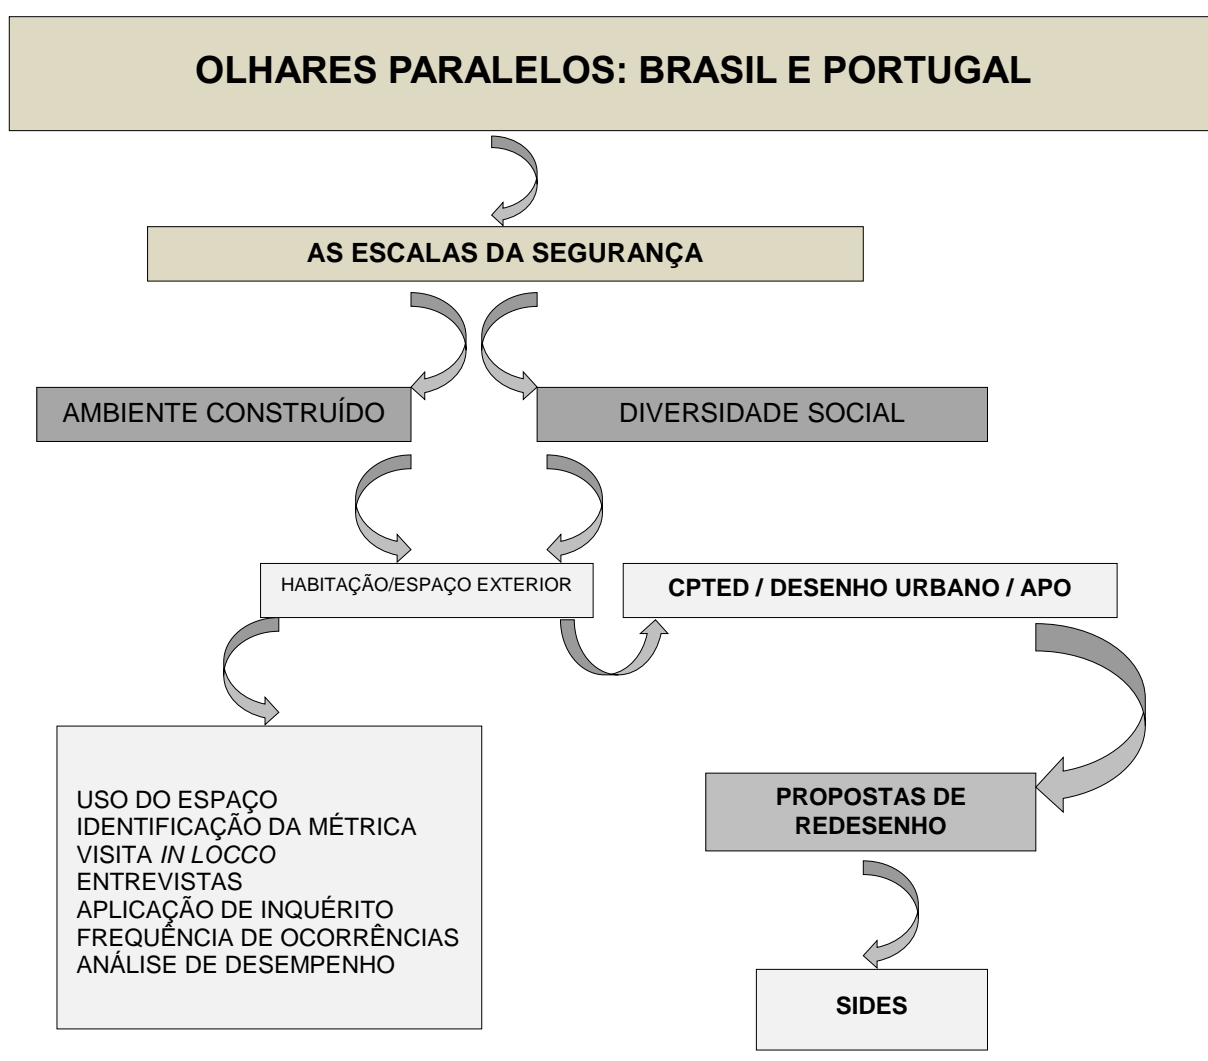 OLHARES PARALELOS: BRASIL E PORTUGAL
AS ESCALAS DA SEGURANÇA
AMBIENTE CONSTRUÍDO
DIVERSIDADE SOCIAL
HABITAÇÃO/ESPAÇO EXTERIOR
CPTED / DESENHO URBANO / APO
USO DO ESPAÇO
IDENTIFICAÇÃO DA MÉTRICA
VISITA IN LOCCO
ENTREVISTAS
APLICAÇÃO DE INQUÉRITO
FREQUÊNCIA DE OCORRÊNCIAS
ANÁLISE DE DESEMPENHO
PROPOSTAS DE
REDESENHO
SIDES